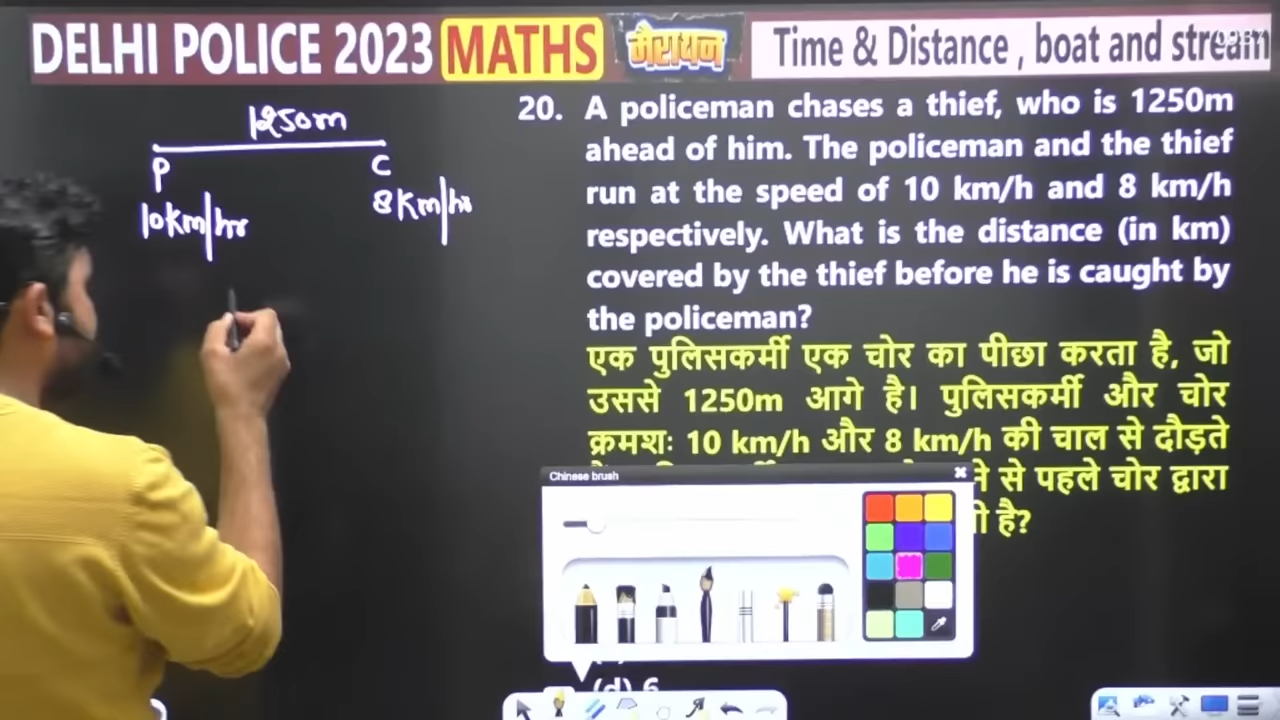 DELHI POLICE 2023 MATHS मैराथन Time & Distance , boat and stream
1250m
P C
10km/hr 8km/hr
20. A policeman chases a thief, who is 1250m
ahead of him. The policeman and the thief
run at the speed of 10 km/h and 8 km/h
respectively. What is the distance (in km)
covered by the thief before he is caught by
the policeman?
एक पुलिसकर्मी एक चोर का पीछा करता है, जो
उससे 1250m आगे है। पुलिसकर्मी और चोर
क्रमशः 10 km/h और 8 km/h की चाल से दौड़ते
से पहले चोर द्वारा
है?
Chinese brush
(d) 6